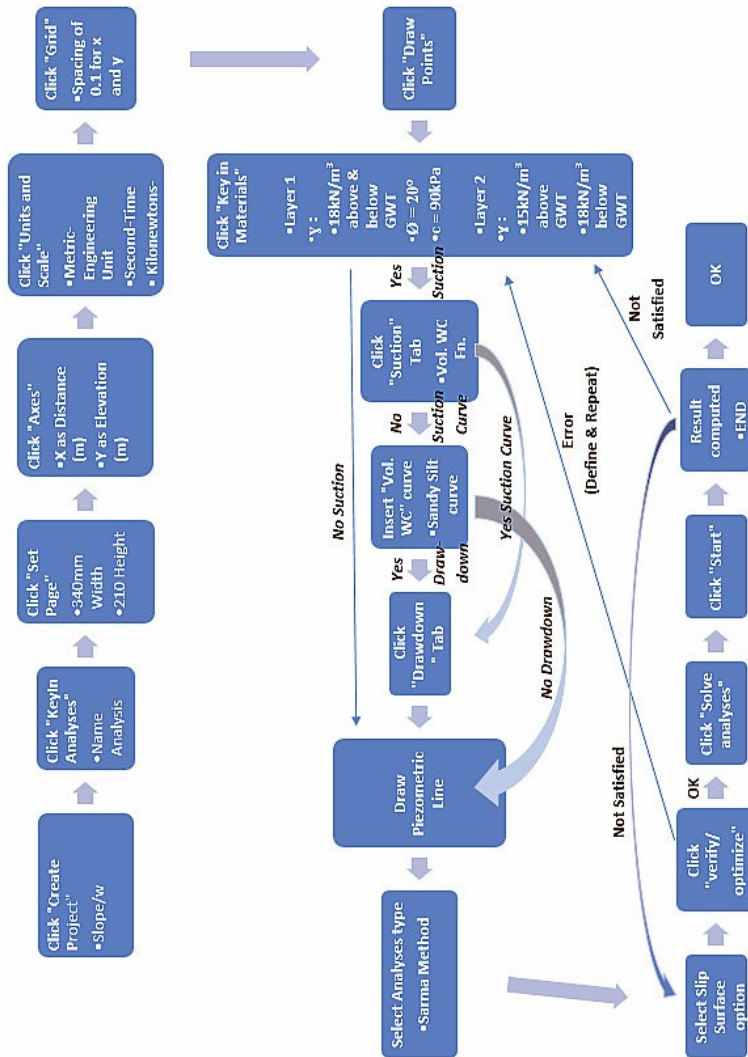 Click "Create
Project"
•Slope/w
Click "KeyIn
Analyses"
•Name
Analysis
Click "Set
Page"
•340mm
Width
•210 Height
Click "Axes"
•X as Distance
(m)
•Y as Elevation
(m)
Click "Units and
Scale"
•Metric-
Engineering
Unit
•Second-Time
•Kilonewtons-
Click "Grid"
•Spacing of
0.1 for x
and y
Click "Draw
Points"
Click "Key in
Materials"
•Layer 1
•γ :
•18kN/m³
above &
below
GWT
•Ø = 20°
•c = 90kPa
•Layer 2
•γ :
•15kN/m³
above
GWT
•18kN/m³
below
GWT
Yes
Suction
No Suction
Click
"Suction"
Tab
•Vol. WC
Fn.
No
Suction
Curve
Yes Suction Curve
Insert "Vol.
WC" curve
•Sandy Silt
curve
Yes
Draw-
down
No Drawdown
Click
"Drawdown
" Tab
Draw
Piezometric
Line
Select Analyses type
•Sarma Method
Select Slip
Surface
option
Click
"verify/
optimize"
OK
Error
(Define & Repeat)
Click "Solve
analyses"
Click "Start"
Result
computed
•END
Not Satisfied
Not
Satisfied
OK